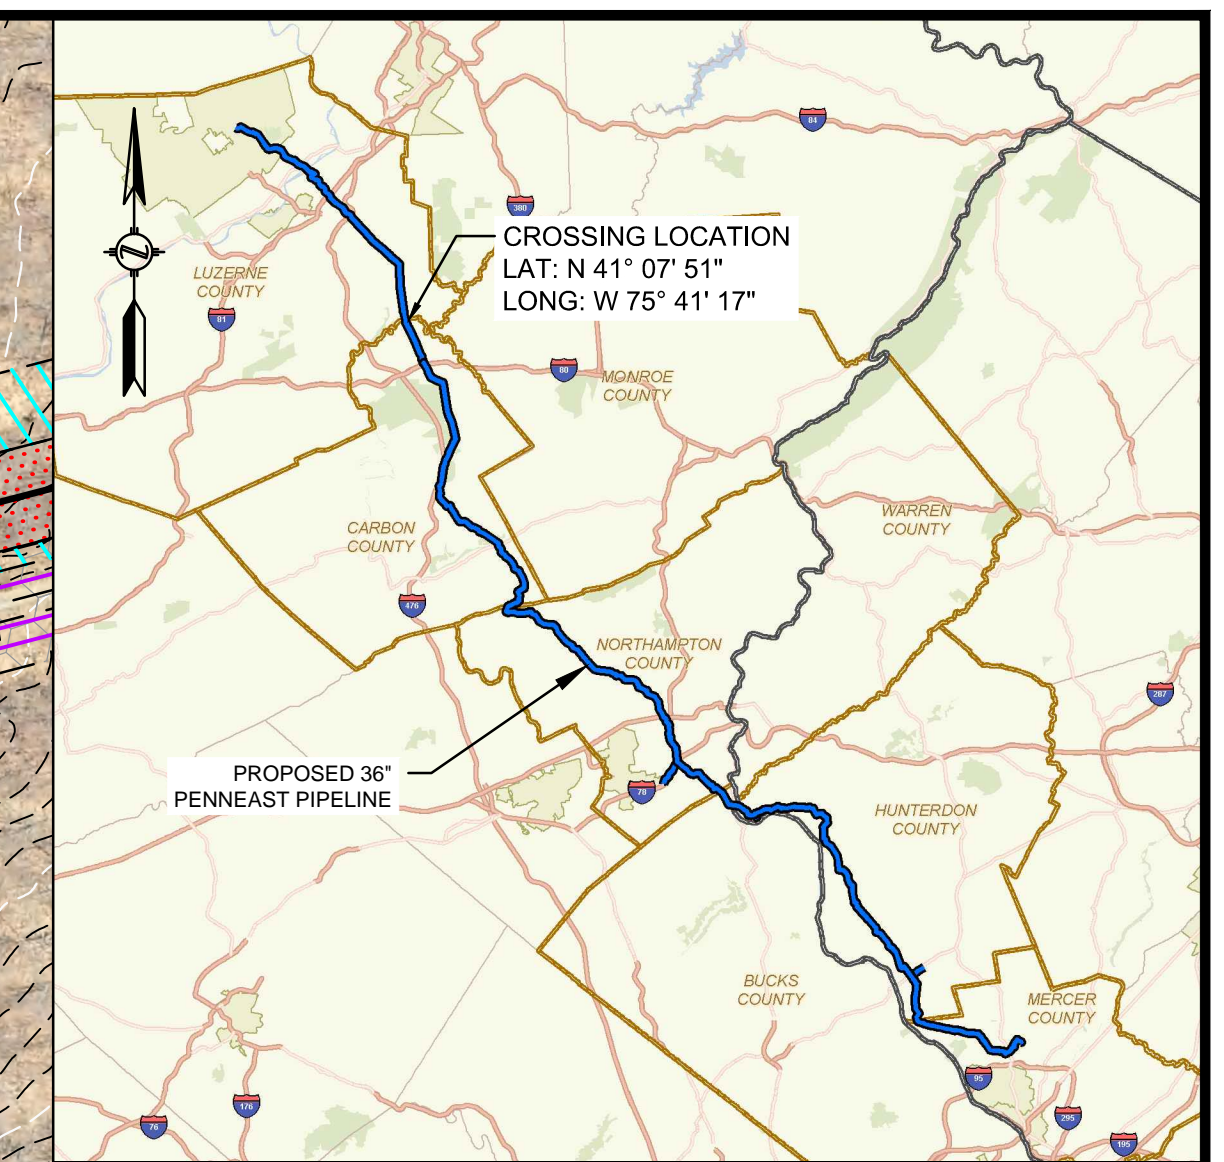 84
380
CROSSING LOCATION
LAT: N 41° 07' 51"
LONG: W 75° 41' 17"
LUZERNE
COUNTY
81
80
MONROE
COUNTY
WARREN
COUNTY
CARBON
COUNTY
476
NORTHAMPTON
COUNTY
287
PROPOSED 36"
PENNEAST PIPELINE
78
HUNTERDON
COUNTY
BUCKS
COUNTY
MERCER
COUNTY
95
176
295
76
195
N